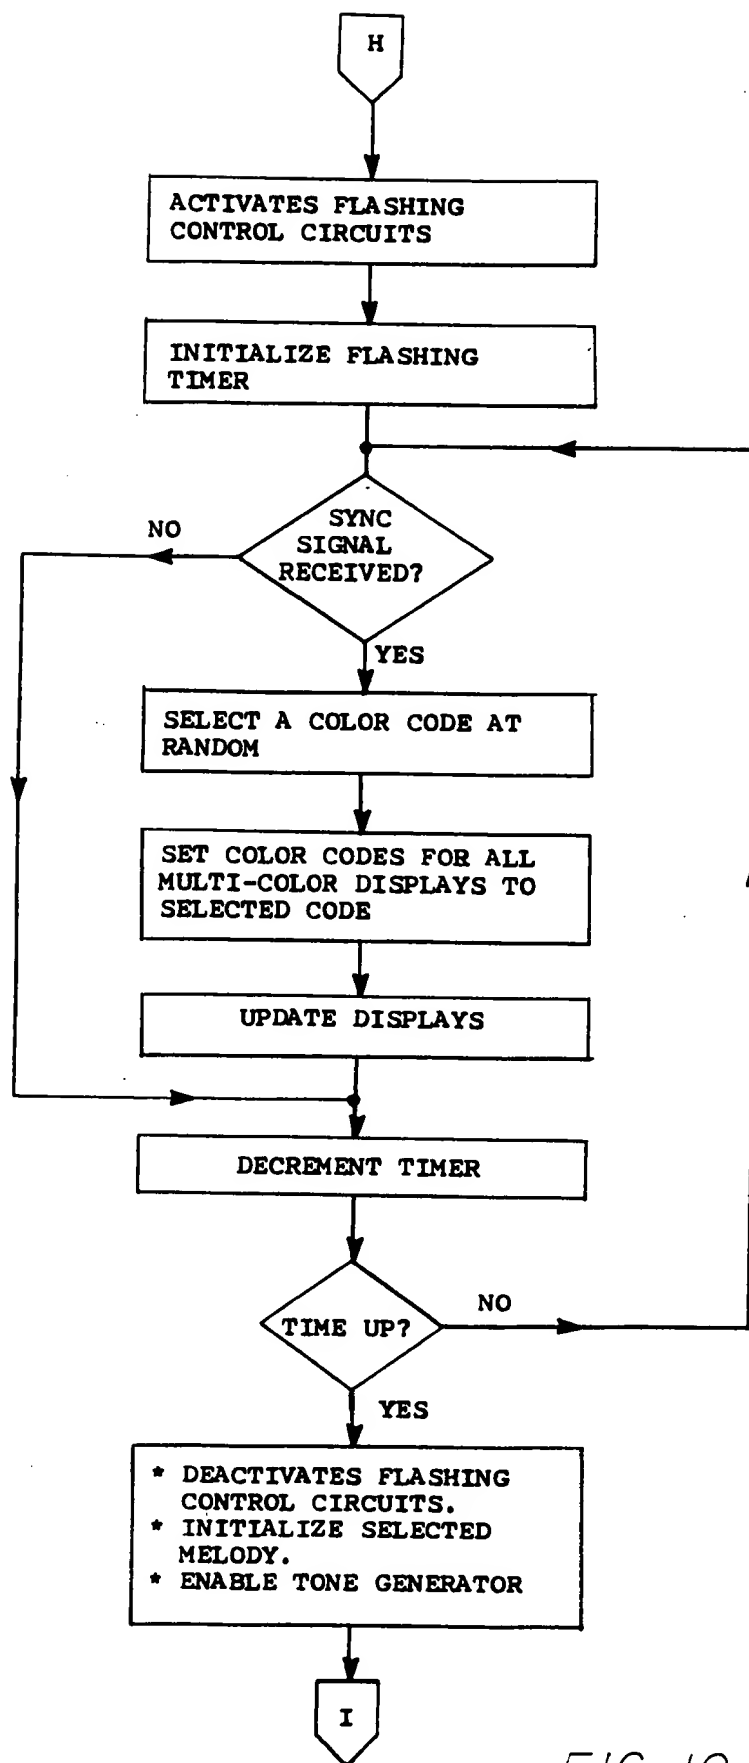 H
ACTIVATES FLASHING
CONTROL CIRCUITS
INITIALIZE FLASHING
TIMER
SYNC
SIGNAL
RECEIVED?
NO
YES
SELECT A COLOR CODE AT
RANDOM
SET COLOR CODES FOR ALL
MULTI-COLOR DISPLAYS TO
SELECTED CODE
UPDATE DISPLAYS
DECREMENT TIMER
TIME UP?
NO
YES
* DEACTIVATES FLASHING
CONTROL CIRCUITS.
* INITIALIZE SELECTED
MELODY.
* ENABLE TONE GENERATOR
I